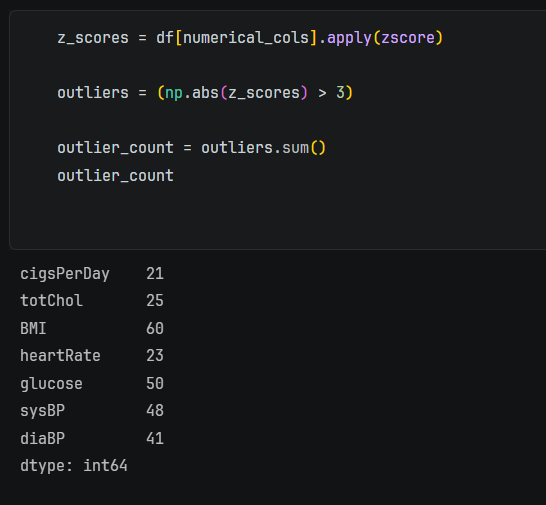 z_scores = df[numerical_cols].apply(zscore)
outliers = (np.abs(z_scores) > 3)
outlier_count = outliers.sum()
outlier_count
cigsPerDay    21
totChol       25
BMI           60
heartRate     23
glucose       50
sysBP         48
diaBP         41
dtype: int64